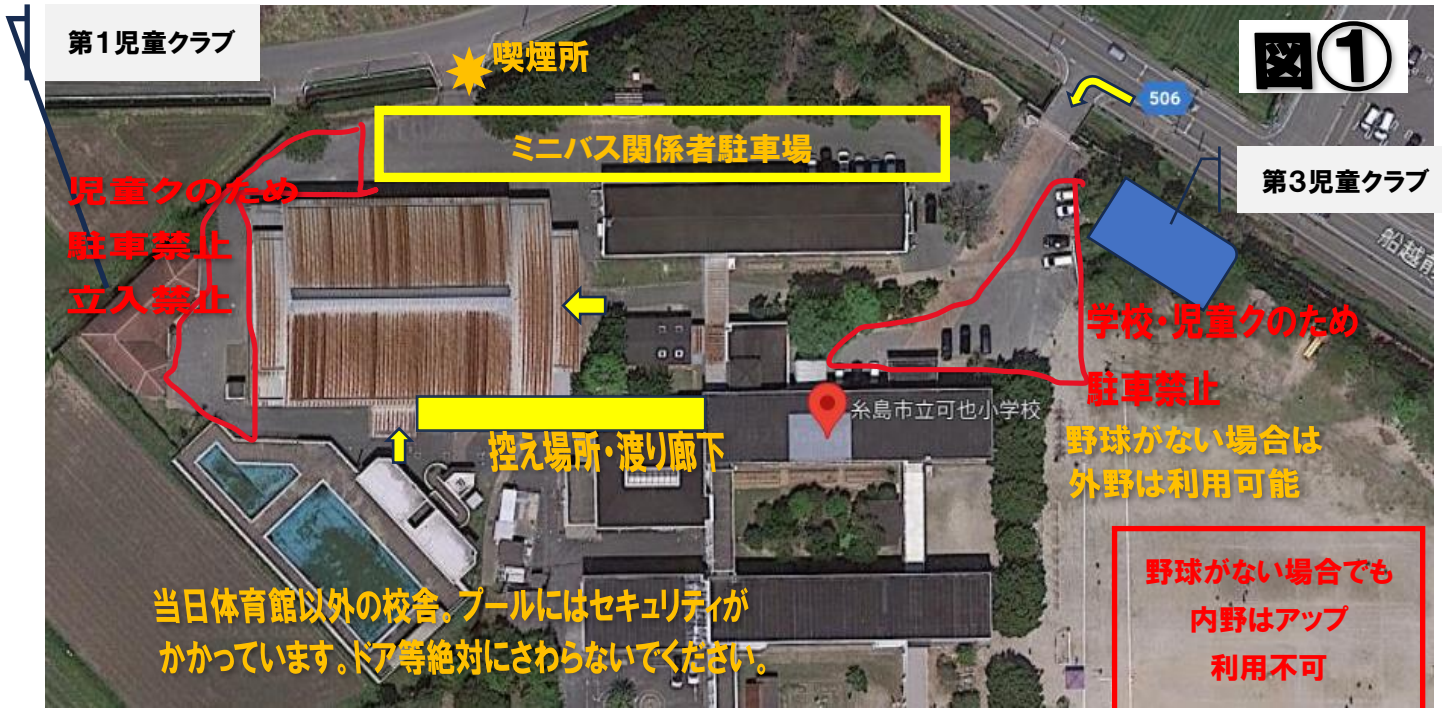 第1児童クラブ
喫煙所
図①
506
ミニバス関係者駐車場
第3児童クラブ
児童クのため
駐車禁止
立入禁止
船越前
学校・児童クのため
駐車禁止
糸島市立可也小学校
控え場所・渡り廊下
野球がない場合は
外野は利用可能
野球がない場合でも
内野はアップ
利用不可
当日体育館以外の校舎。プールにはセキュリティが
かかっています。ドア等絶対にさわらないでください。